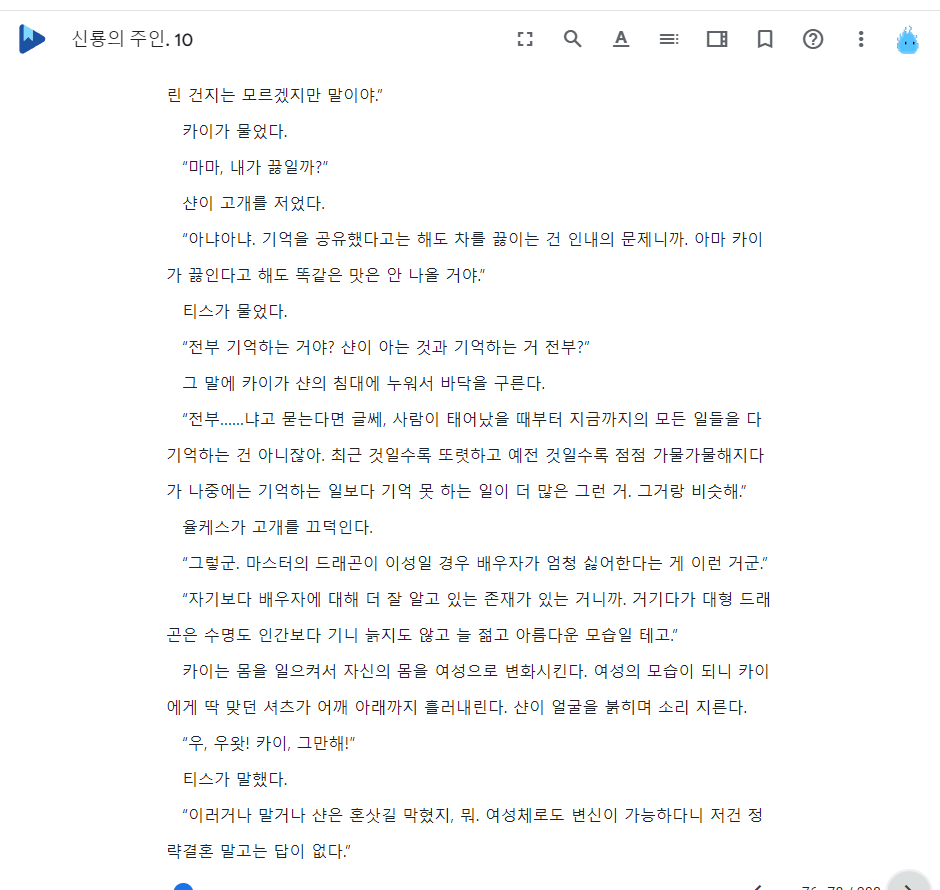 신룡의 주인. 10
린 건지는 모르겠지만 말이야.”
카이가 물었다.
“마마, 내가 끓일까?”
샨이 고개를 저었다.
“아냐아냐. 기억을 공유했다고는 해도 차를 끓이는 건 인내의 문제니까. 아마 카이
가 끓인다고 해도 똑같은 맛은 안 나올 거야.”
티스가 물었다.
“전부 기억하는 거야? 샨이 아는 것과 기억하는 거 전부?”
그 말에 카이가 샨의 침대에 누워서 바닥을 구른다.
“전부……냐고 묻는다면 글쎄, 사람이 태어났을 때부터 지금까지의 모든 일들을 다
기억하는 건 아니잖아. 최근 것일수록 또렷하고 예전 것일수록 점점 가물가물해지다
가 나중에는 기억하는 일보다 기억 못 하는 일이 더 많은 그런 거. 그거랑 비슷해.”
율케스가 고개를 끄덕인다.
“그렇군. 마스터의 드래곤이 이성일 경우 배우자가 엄청 싫어한다는 게 이런 거군.”
“자기보다 배우자에 대해 더 잘 알고 있는 존재가 있는 거니까. 거기다가 대형 드래
곤은 수명도 인간보다 기니 늙지도 않고 늘 젊고 아름다운 모습일 테고.”
카이는 몸을 일으켜서 자신의 몸을 여성으로 변화시킨다. 여성의 모습이 되니 카이
에게 딱 맞던 셔츠가 어깨 아래까지 흘러내린다. 샨이 얼굴을 붉히며 소리 지른다.
“우, 우왓! 카이, 그만해!”
티스가 말했다.
“이러거나 말거나 샨은 혼삿길 막혔지, 뭐. 여성체로도 변신이 가능하다니 저건 정
략결혼 말고는 답이 없다.”